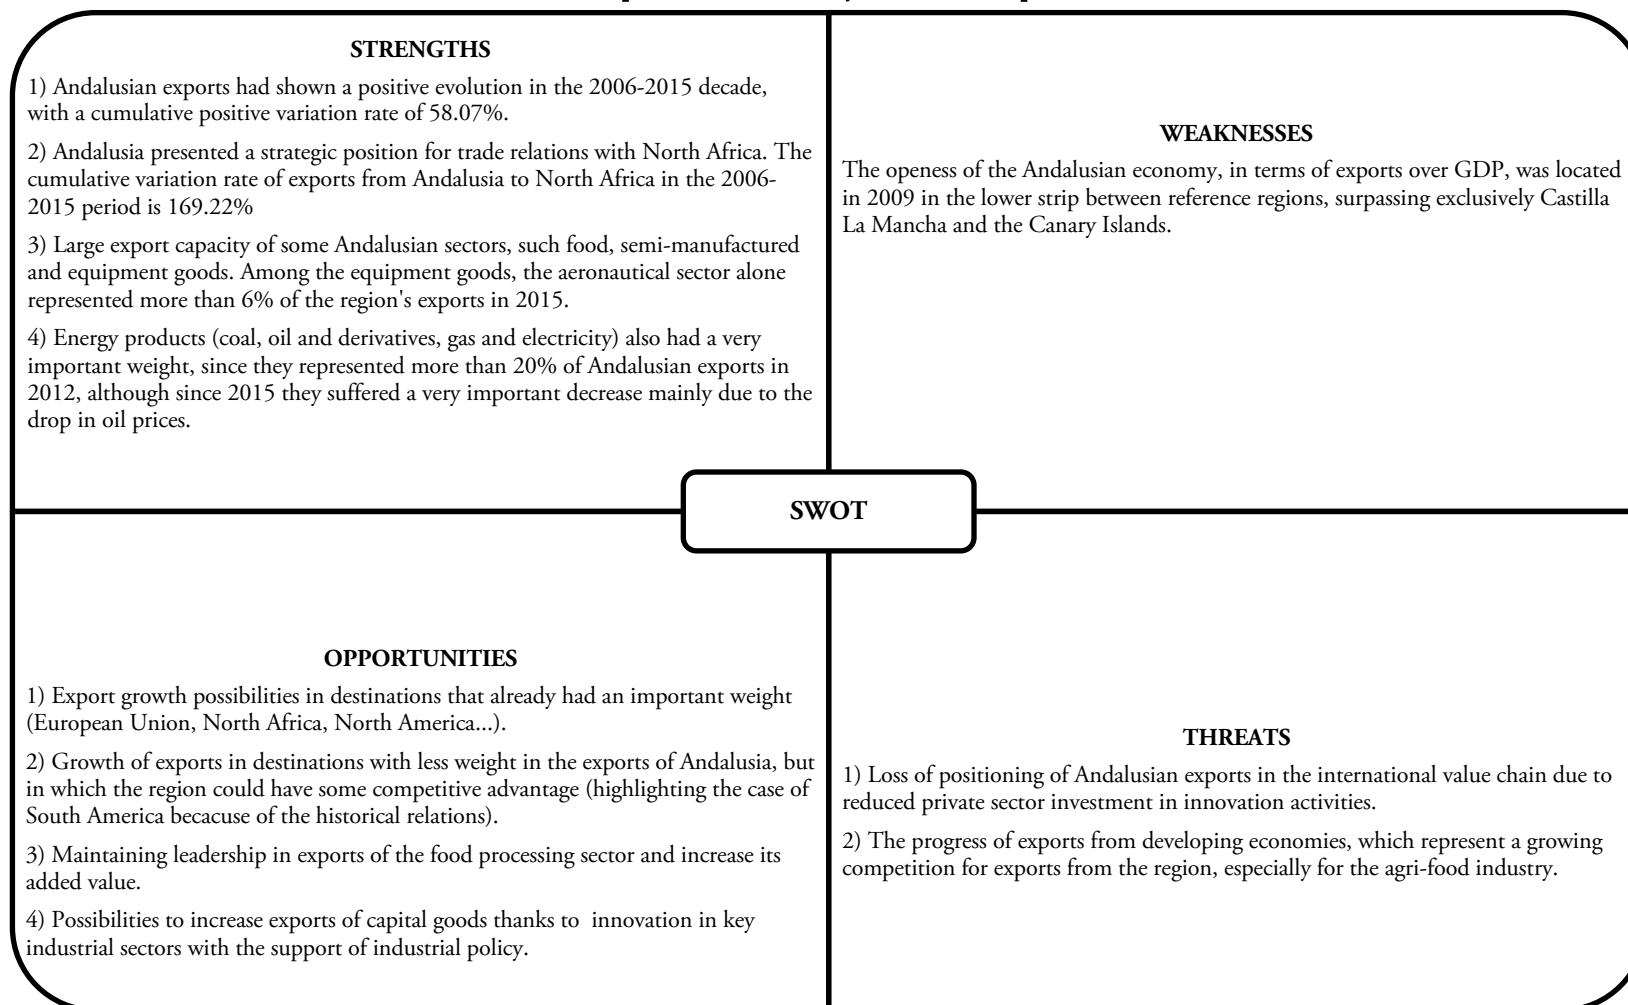 STRENGTHS
1) Andalusian exports had shown a positive evolution in the 2006-2015 decade,
with a cumulative positive variation rate of 58.07%.
2) Andalusia presented a strategic position for trade relations with North Africa. The
cumulative variation rate of exports from Andalusia to North Africa in the 2006-
2015 period is 169.22%
3) Large export capacity of some Andalusian sectors, such food, semi-manufactured
and equipment goods. Among the equipment goods, the aeronautical sector alone
represented more than 6% of the region's exports in 2015.
4) Energy products (coal, oil and derivatives, gas and electricity) also had a very
important weight, since they represented more than 20% of Andalusian exports in
2012, although since 2015 they suffered a very important decrease mainly due to the
drop in oil prices.
WEAKNESSES
The openess of the Andalusian economy, in terms of exports over GDP, was located
in 2009 in the lower strip between reference regions, surpassing exclusively Castilla
La Mancha and the Canary Islands.
SWOT
OPPORTUNITIES
1) Export growth possibilities in destinations that already had an important weight
(European Union, North Africa, North America...).
2) Growth of exports in destinations with less weight in the exports of Andalusia, but
in which the region could have some competitive advantage (highlighting the case of
South America becacuse of the historical relations).
3) Maintaining leadership in exports of the food processing sector and increase its
added value.
4) Possibilities to increase exports of capital goods thanks to  innovation in key
industrial sectors with the support of industrial policy.
THREATS
1) Loss of positioning of Andalusian exports in the international value chain due to
reduced private sector investment in innovation activities.
2) The progress of exports from developing economies, which represent a growing
competition for exports from the region, especially for the agri-food industry.